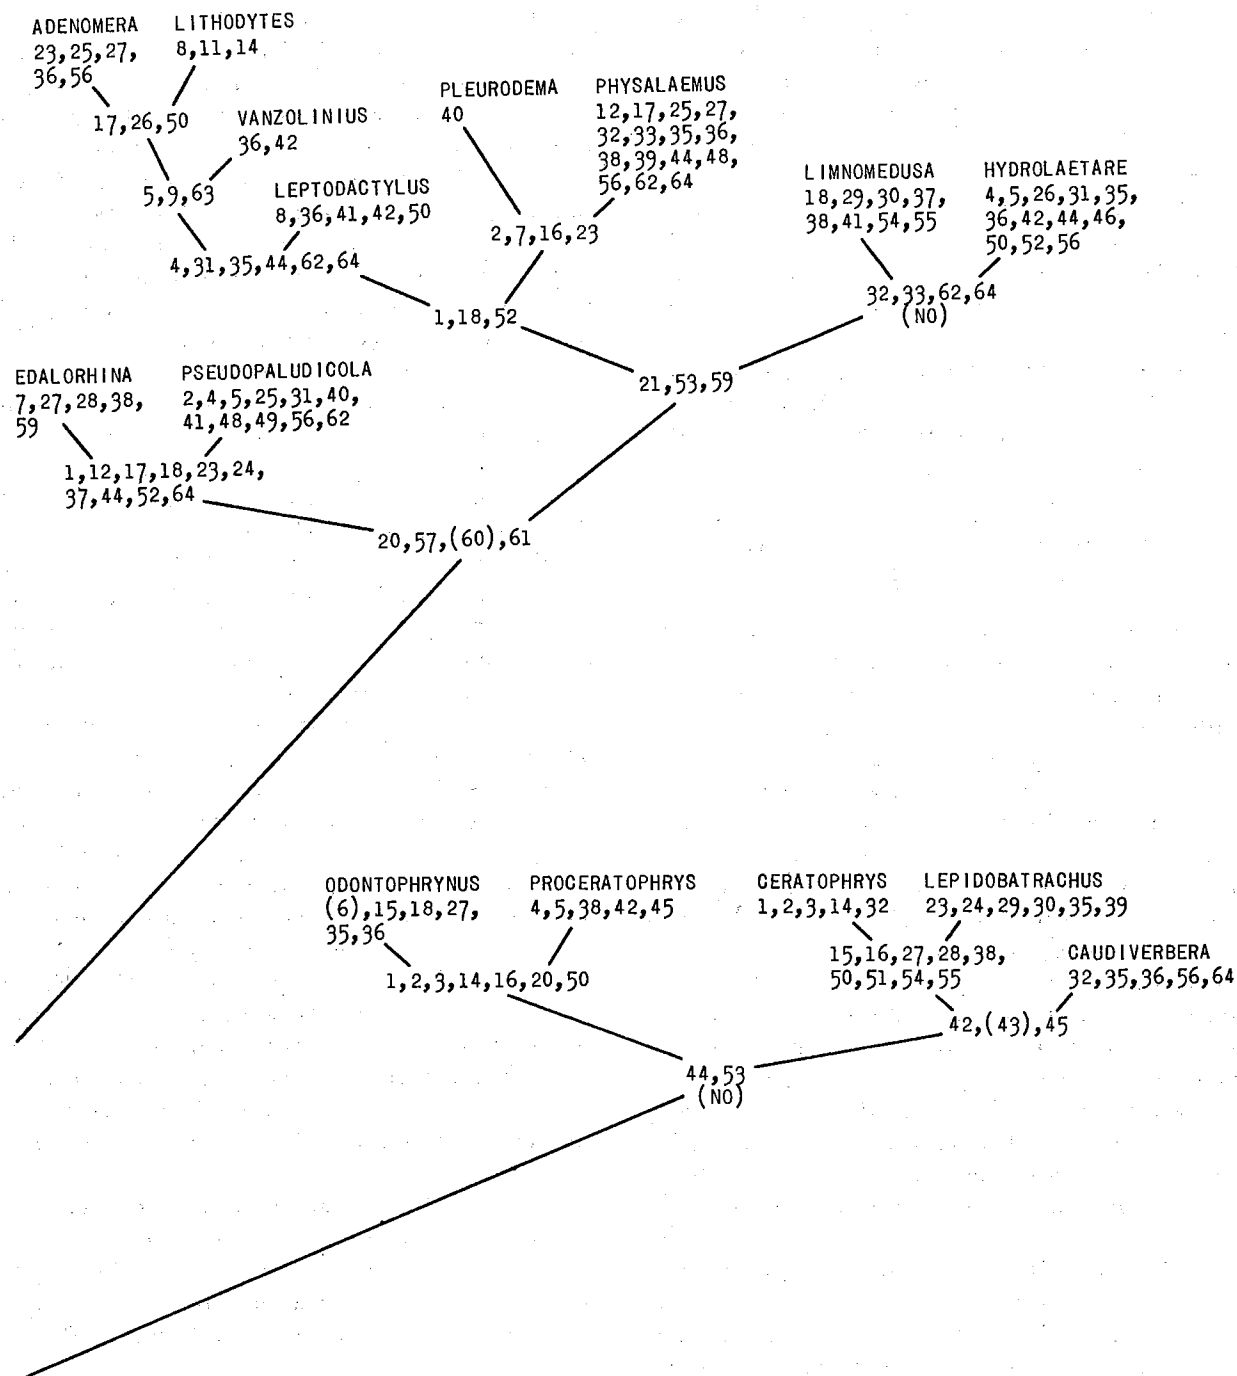 ADENOMERA
23,25,27,
36,56
LITHODYTES
8,11,14
17,26,50
VANZOLINIUS
36,42
5,9,63
LEPTODACTYLUS
8,36,41,42,50
4,31,35,44,62,64
PLEURODEMA
40
PHYSALAEMUS
12,17,25,27,
32,33,35,36,
38,39,44,48,
56,62,64
2,7,16,23
1,18,52
LIMNOMEDUSA
18,29,30,37,
38,41,54,55
HYDROLAETARE
4,5,26,31,35,
36,42,44,46,
50,52,56
32,33,62,64
(NO)
21,53,59
EDALORHINA
7,27,28,38,
59
PSEUDOPALUDICOLA
2,4,5,25,31,40,
41,48,49,56,62
1,12,17,18,23,24,
37,44,52,64
20,57,(60),61
ODONTOPHRYNUS
(6),15,18,27,
35,36
PROCERATOPHRYS
4,5,38,42,45
1,2,3,14,16,20,50
CERATOPHRYS
1,2,3,14,32
LEPIDOBATRACHUS
23,24,29,30,35,39
15,16,27,28,38,
50,51,54,55
CAUDIVERBERA
32,35,36,56,64
42,(43),45
44,53
(NO)